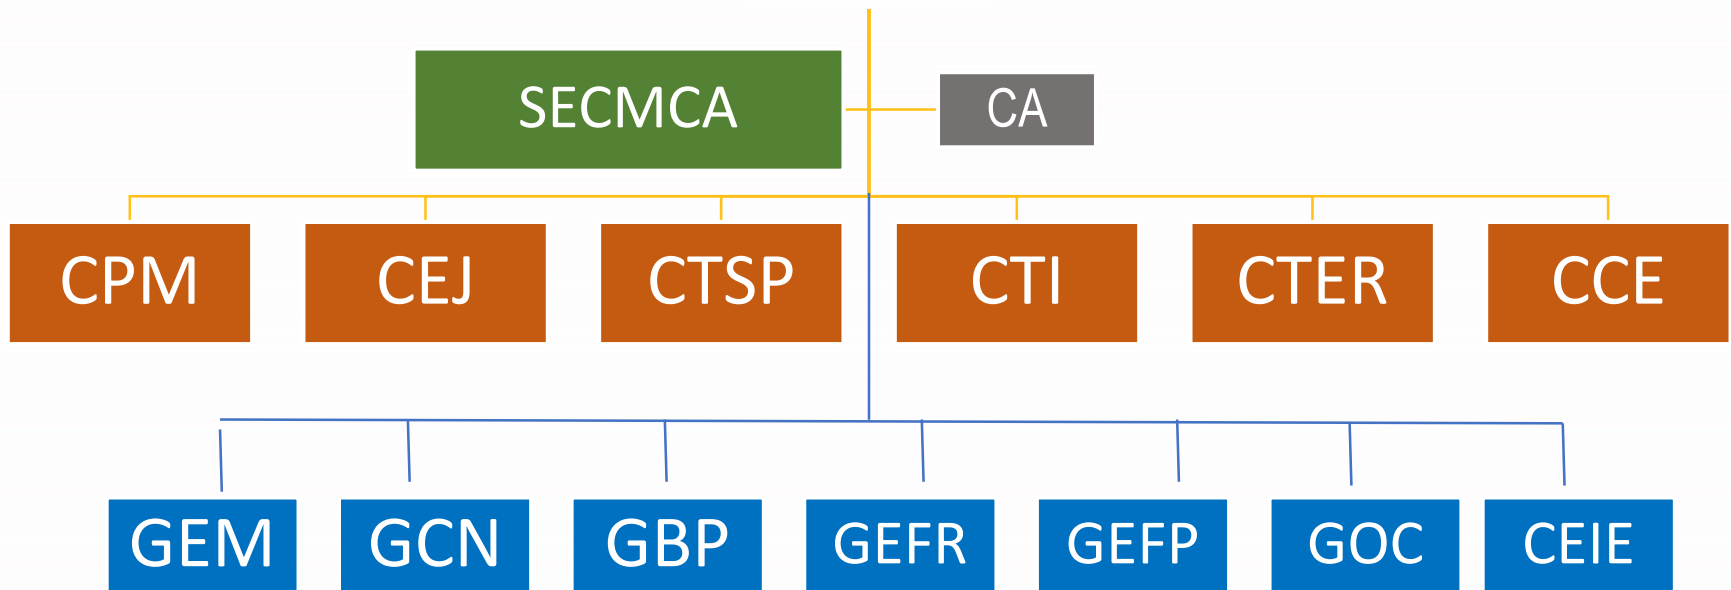 SECMCA
CA
CPM
CEJ
CTSP
CTI
CTER
CCE
GEM
GCN
GBP
GEFR
GEFP
GOC
CEIE